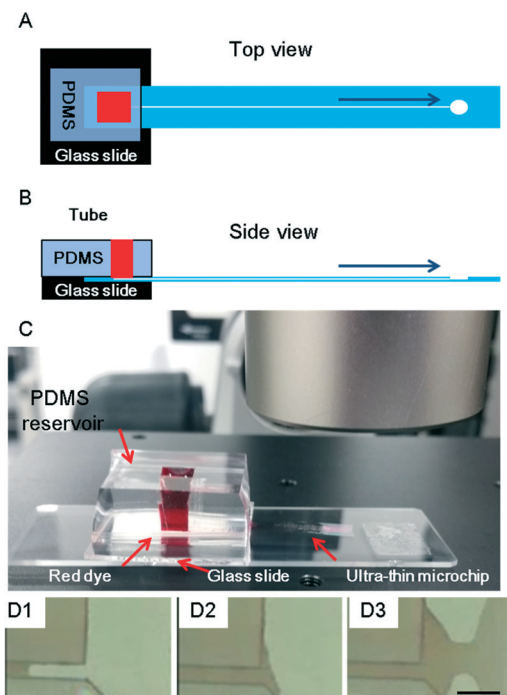 A
Top view
PDMS
Glass slide
B
Tube
Side view
PDMS
Glass slide
C
PDMS
reservoir
Red dye
Glass slide
Ultra-thin microchip
D1
D2
D3